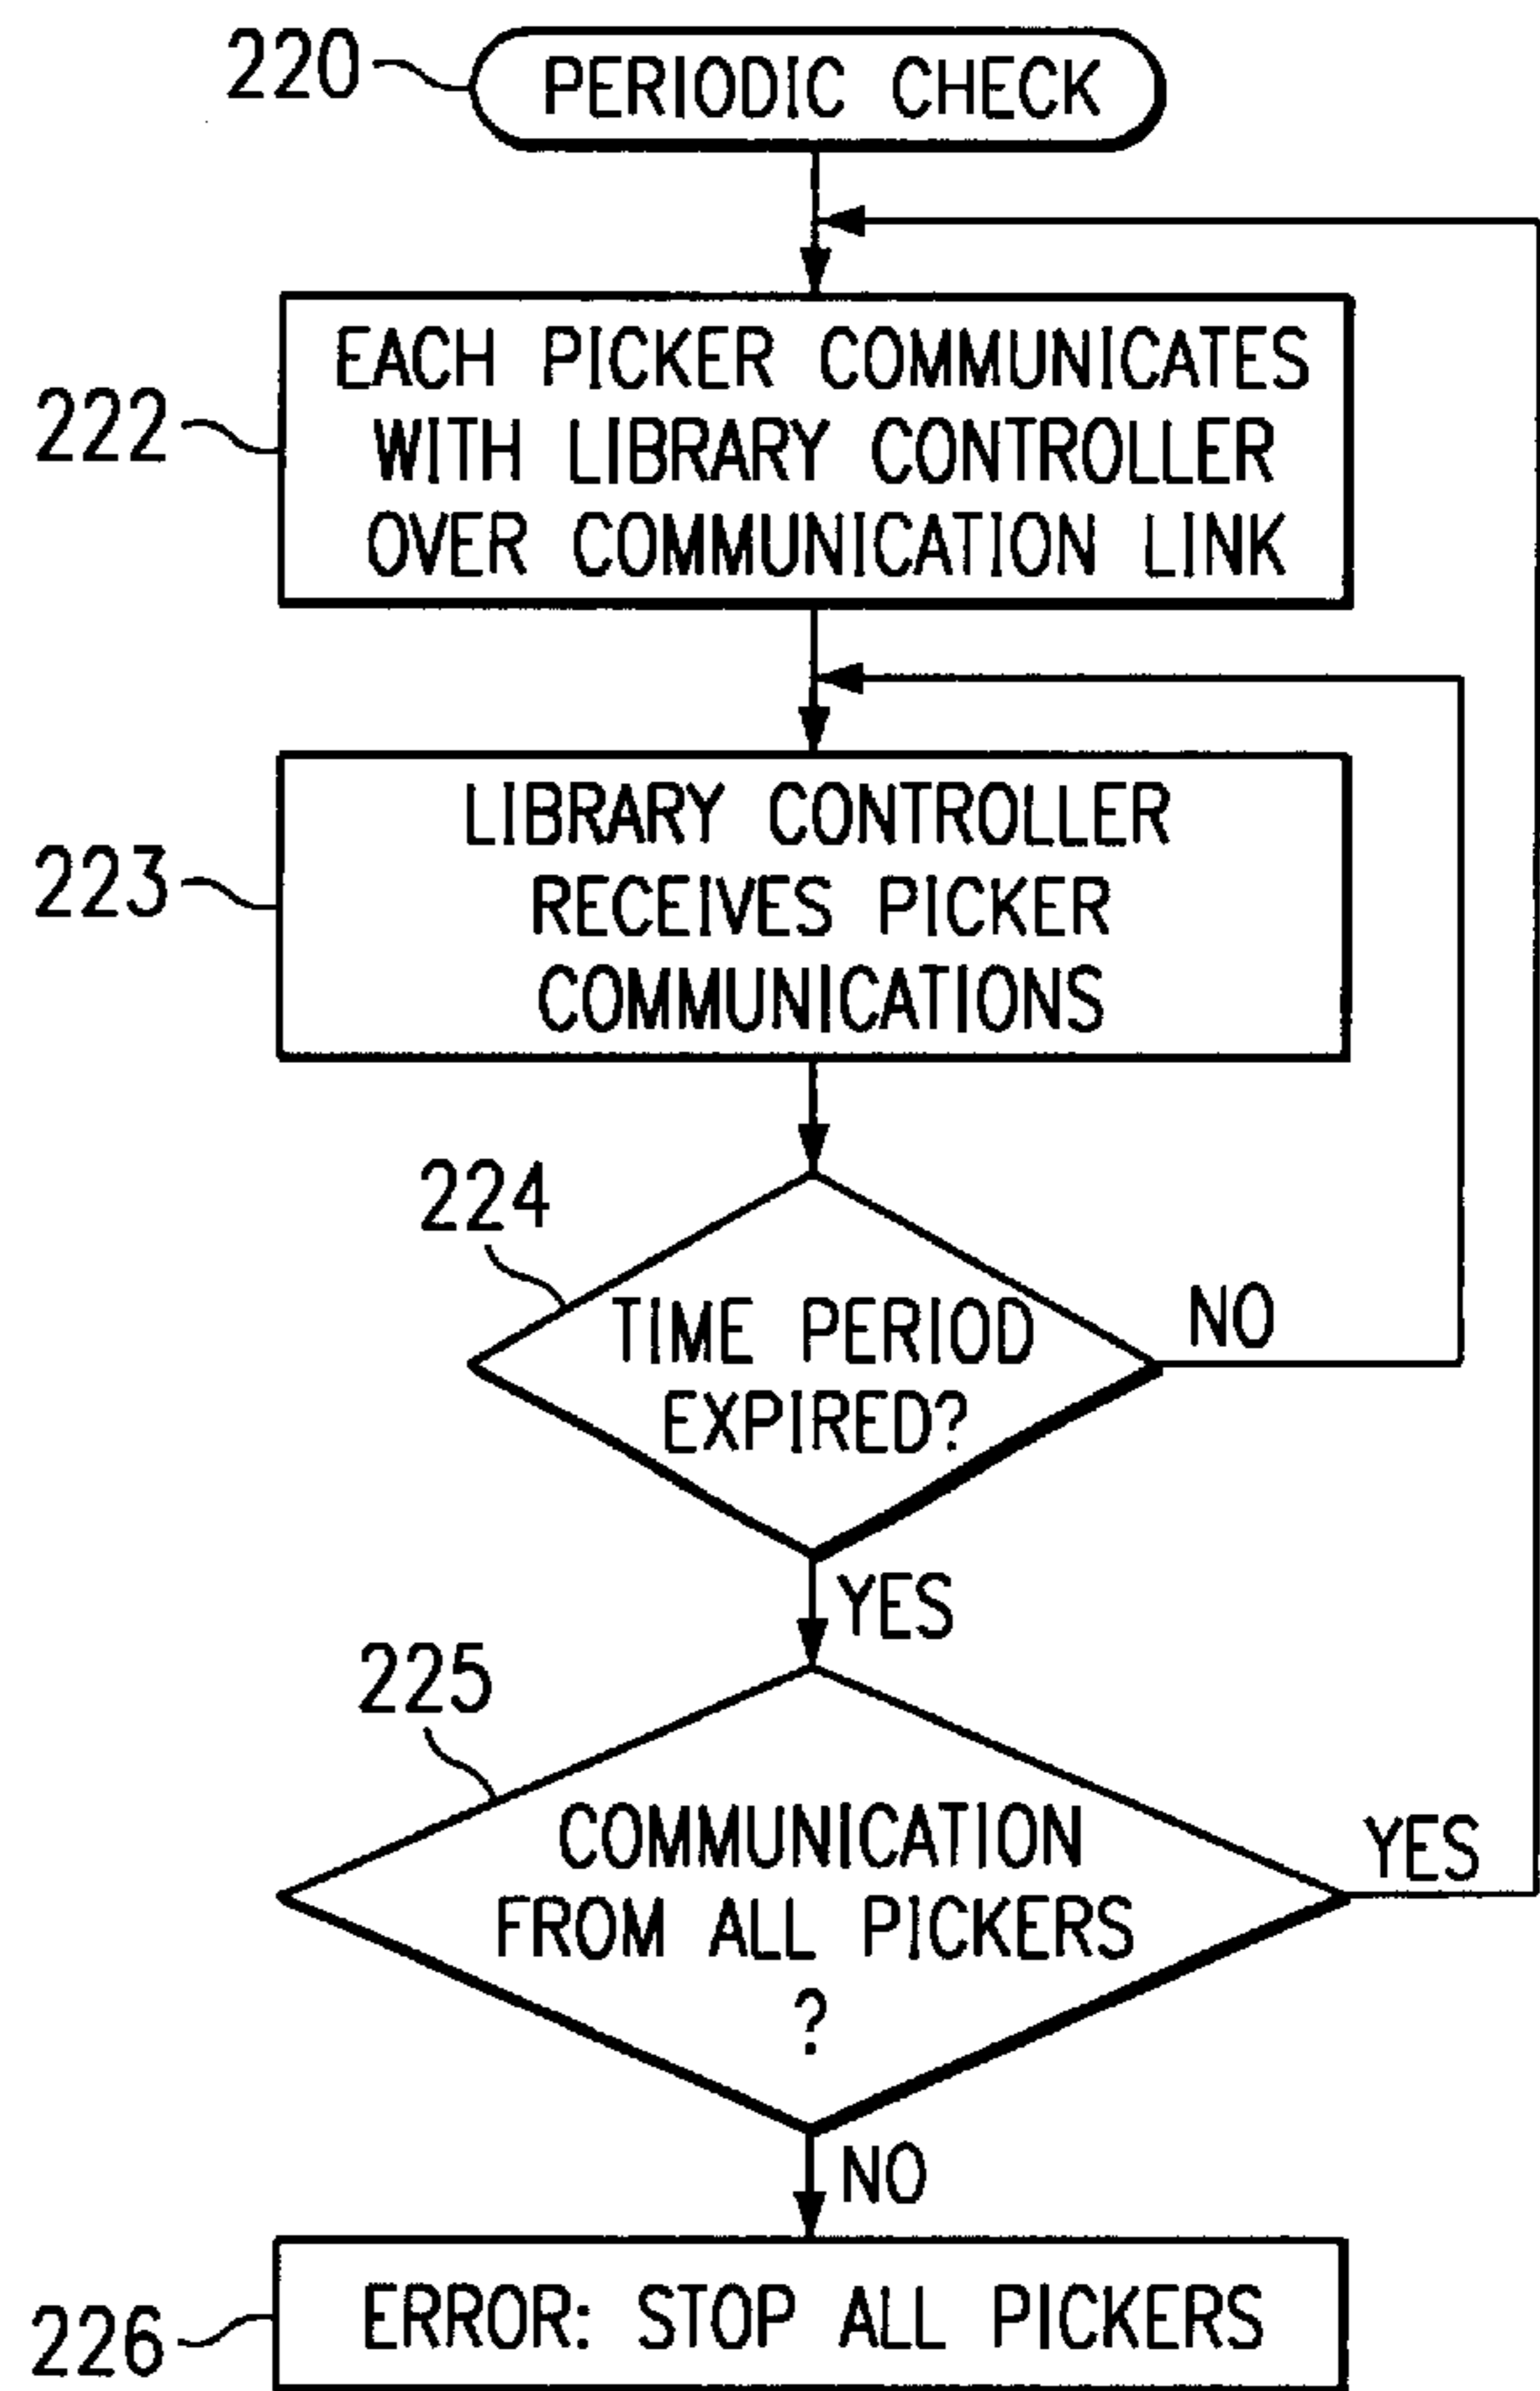 220
PERIODIC CHECK
222
EACH PICKER COMMUNICATES
WITH LIBRARY CONTROLLER
OVER COMMUNICATION LINK
223
LIBRARY CONTROLLER
RECEIVES PICKER
COMMUNICATIONS
224
TIME PERIOD
EXPIRED?
NO
YES
225
COMMUNICATION
FROM ALL PICKERS
?
YES
NO
226
ERROR: STOP ALL PICKERS